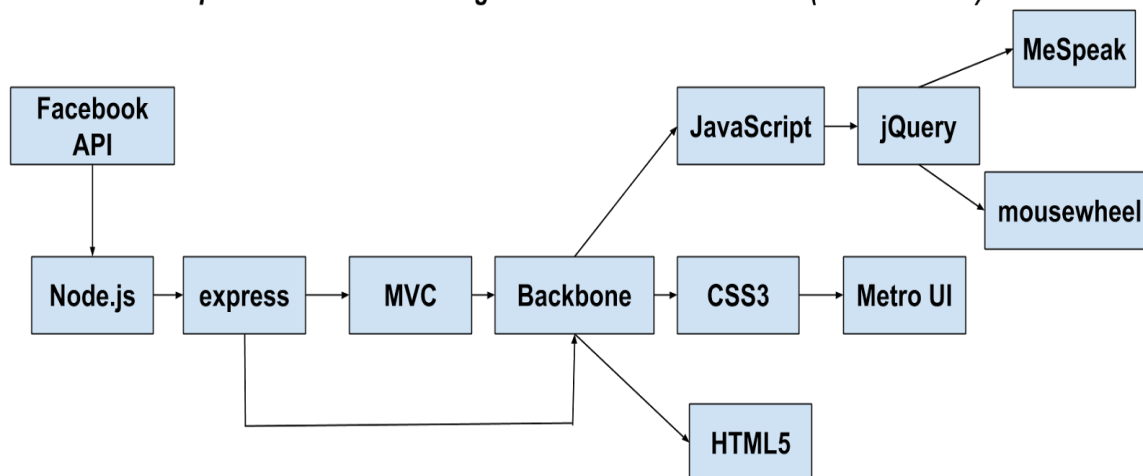 Facebook
API
MeSpeak
JavaScript
jQuery
mousewheel
Node.js
express
MVC
Backbone
CSS3
Metro UI
HTML5